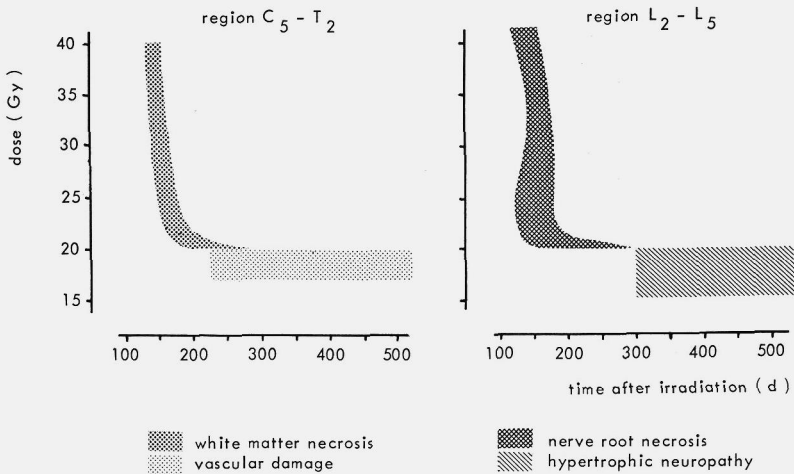 region C5 - T2
region L2 - L5
dose ( Gy )
40
35
30
25
20
15
100 200 300 400 500
100 200 300 400 500
time after irradiation ( d )
white matter necrosis
vascular damage
nerve root necrosis
hypertrophic neuropathy